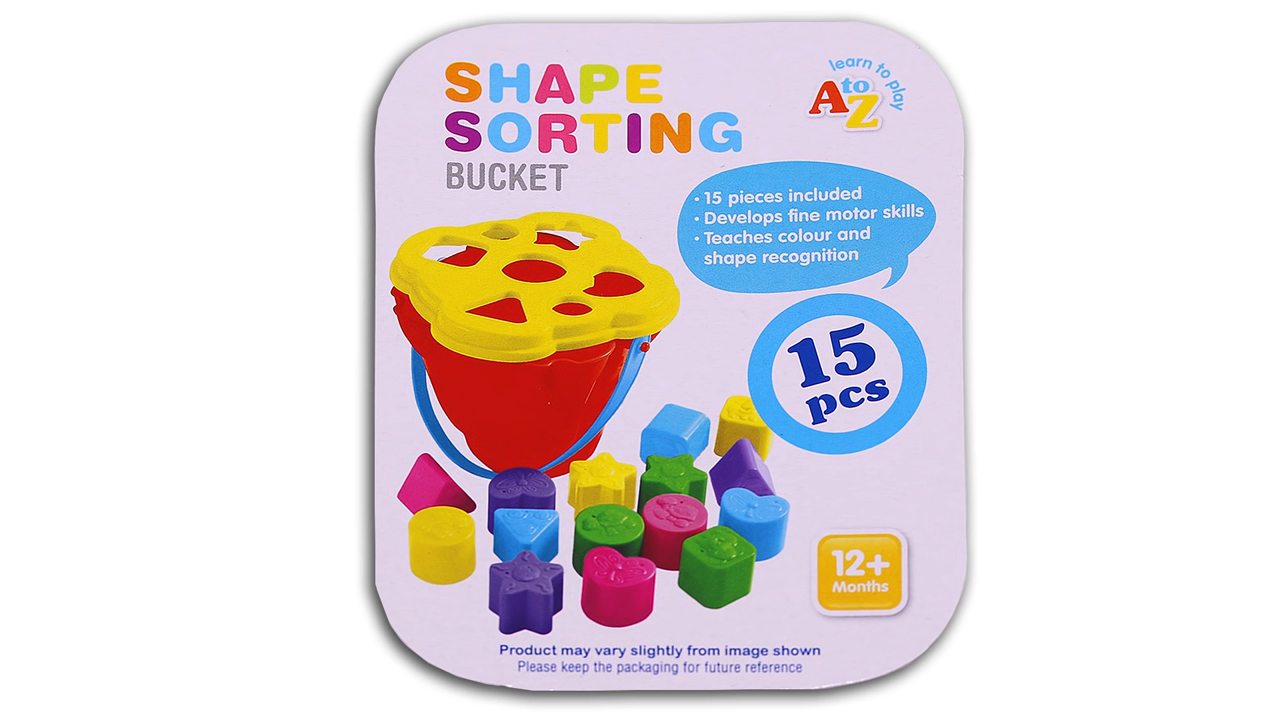 SHAPE
SORTING
BUCKET
learn to play
A to Z
• 15 pieces included
• Develops fine motor skills
• Teaches colour and
shape recognition
15
pcs
12+
Months
Product may vary slightly from image shown
Please keep the packaging for future reference